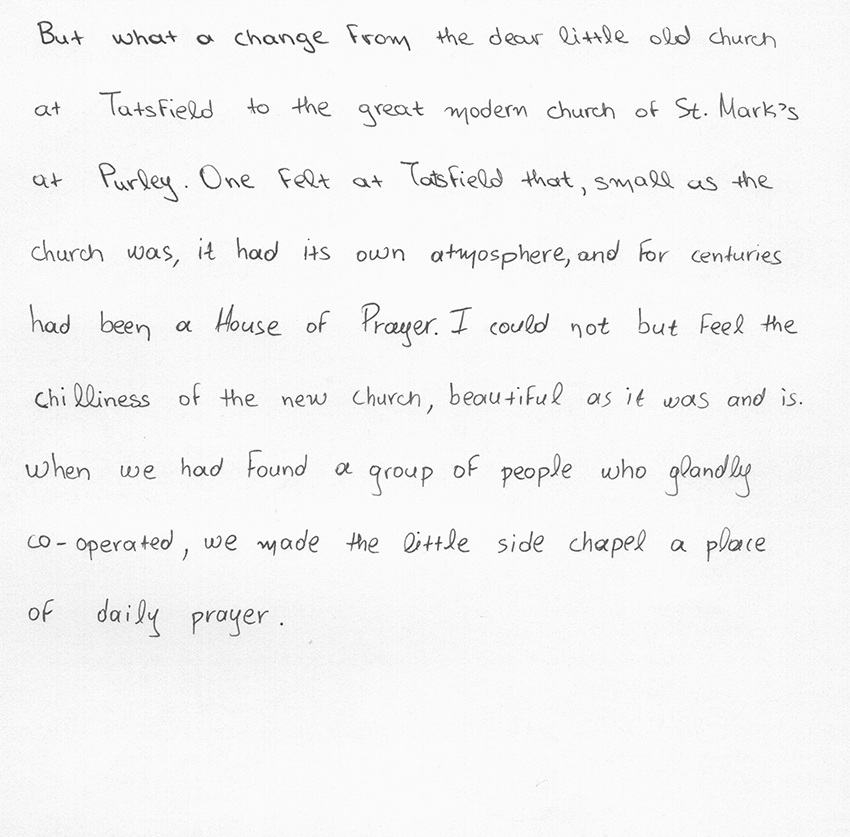 But what a change from the dear little old church
at Tatsfield to the great modern church of St. Mark's
at Purley. One felt at Tatsfield that, small as the
church was, it had its own atmosphere, and for centuries
had been a House of Prayer. I could not but feel the
chilliness of the new church, beautiful as it was and is.
when we had found a group of people who glandly
co-operated, we made the little side chapel a place
of daily prayer.